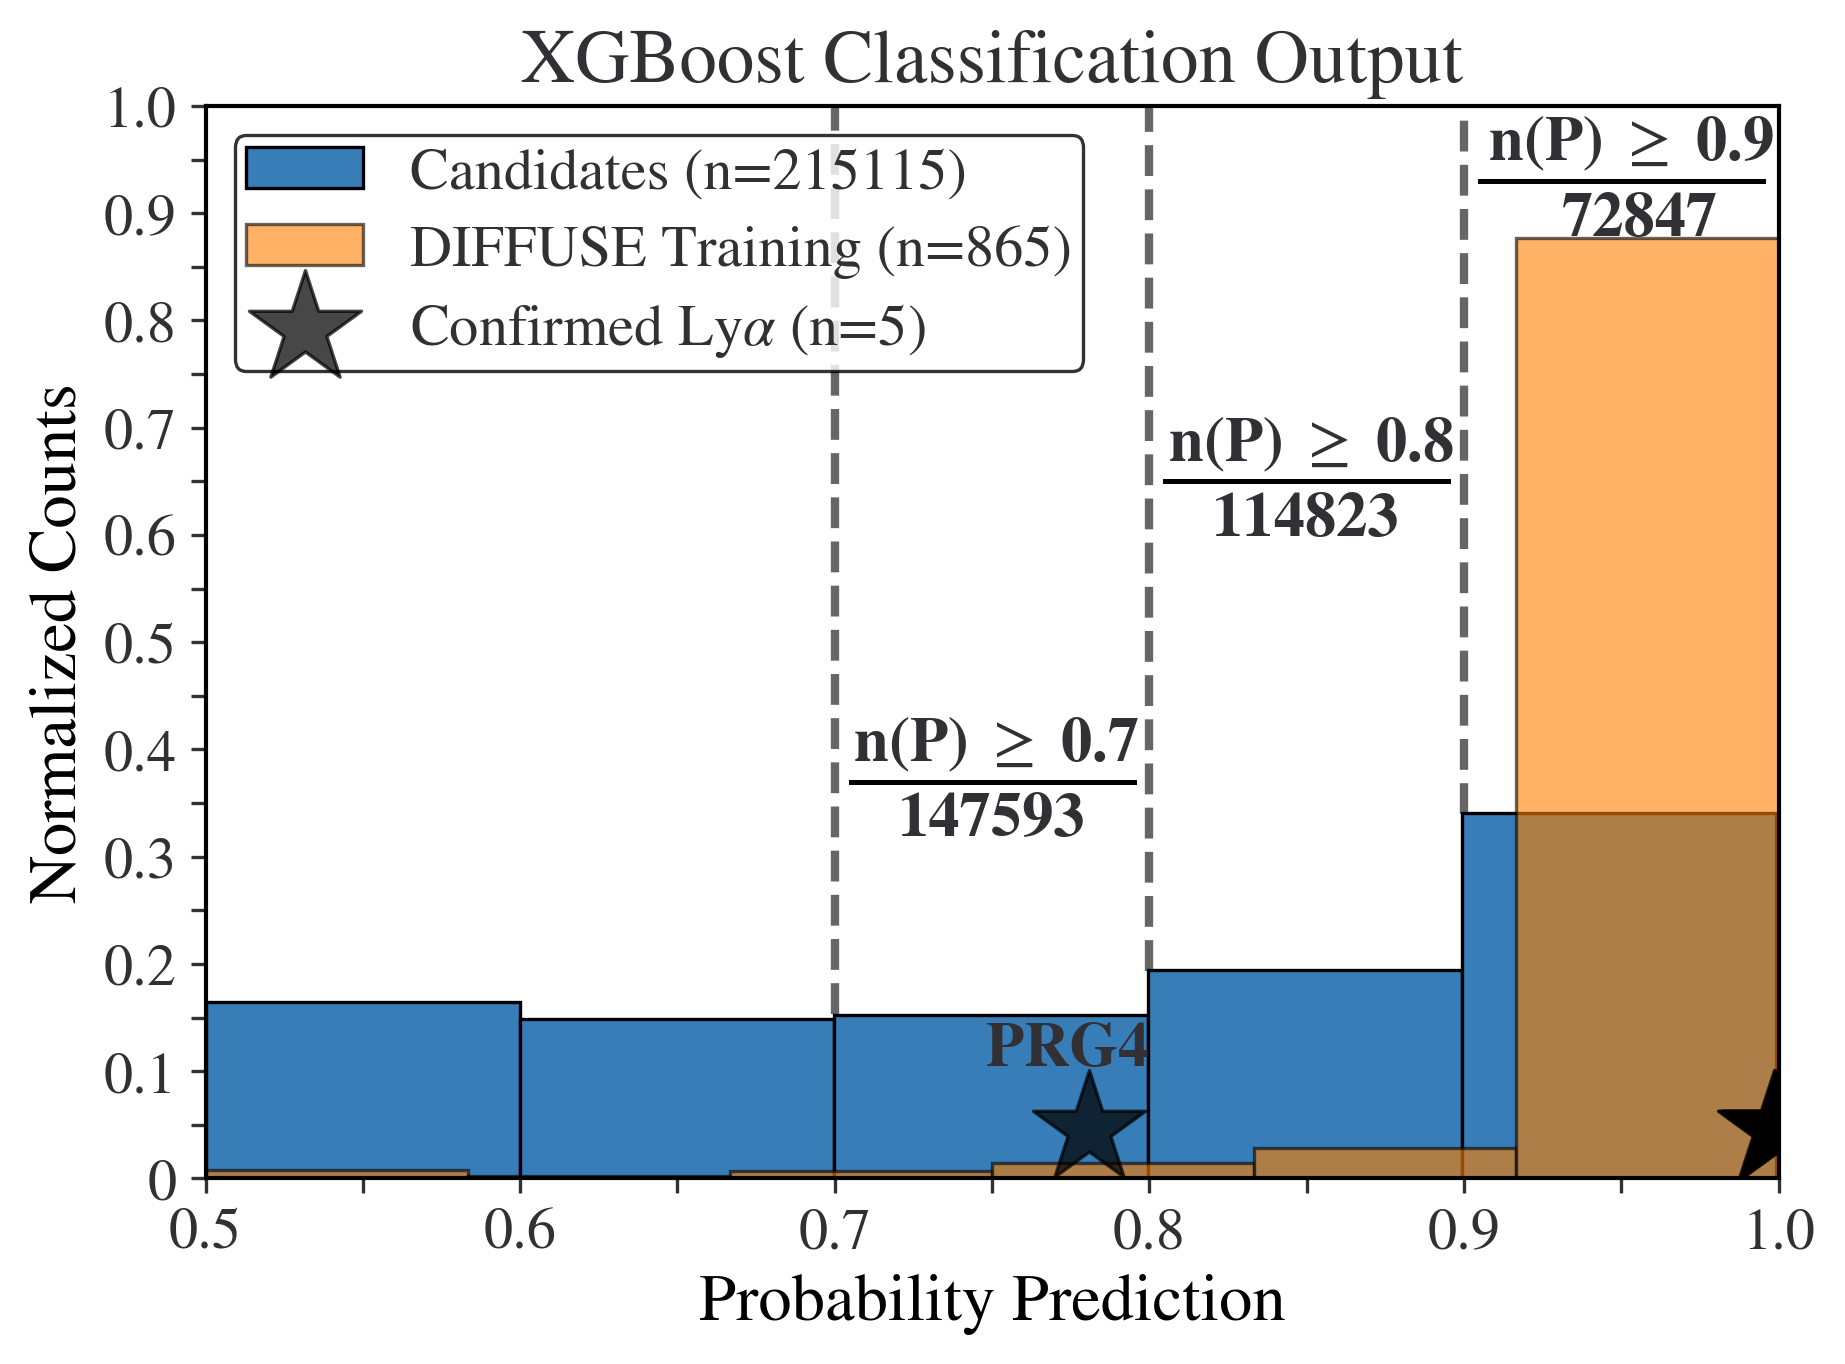 XGBoost Classification Output
Candidates (n=215115)
DIFFUSE Training (n=865)
Confirmed Lyα (n=5)
n(P) ≥ 0.9
72847
n(P) ≥ 0.8
114823
n(P) ≥ 0.7
147593
PRG4
Normalized Counts
1.0
0.9
0.8
0.7
0.6
0.5
0.4
0.3
0.2
0.1
0
0.5 0.6 0.7 0.8 0.9 1.0
Probability Prediction